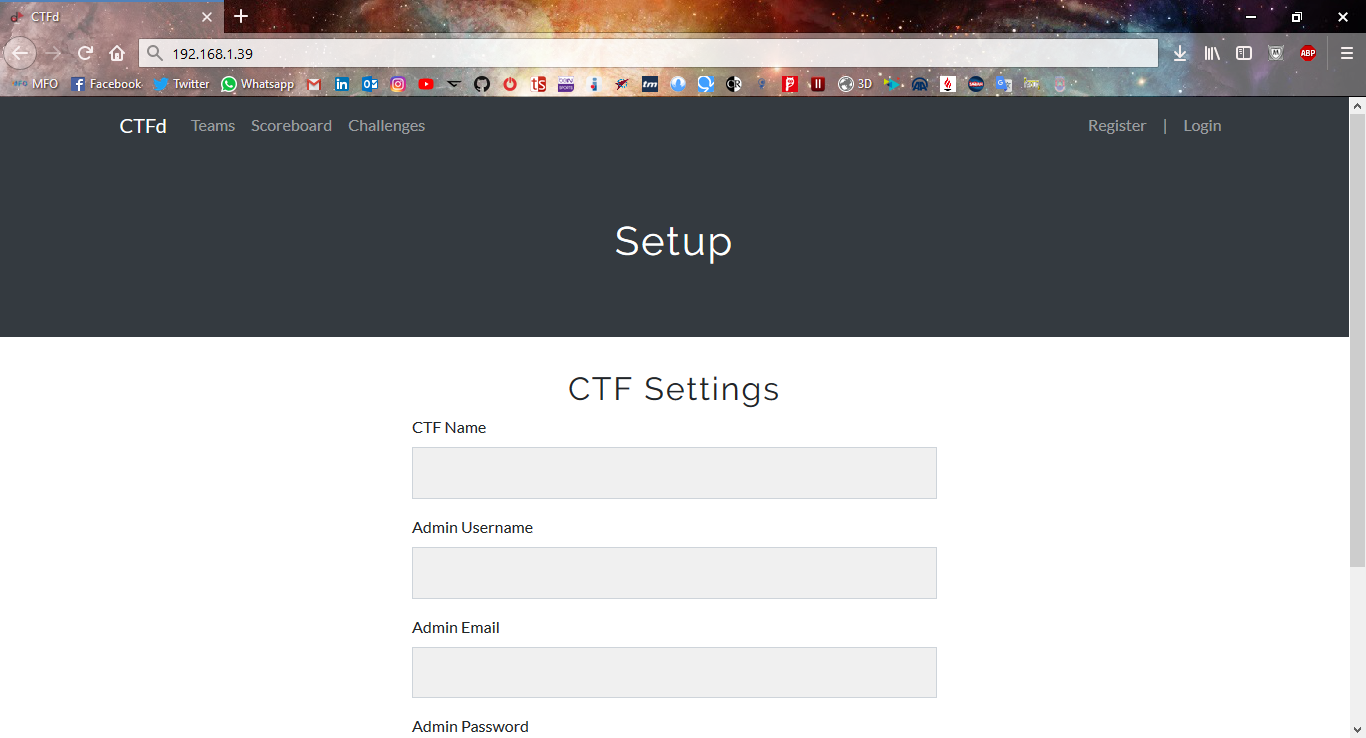 CTFd
192.168.1.39
MFO Facebook Twitter Whatsapp 3D
ABP
CTFd Teams Scoreboard Challenges Register | Login
Setup
CTF Settings
CTF Name
Admin Username
Admin Email
Admin Password